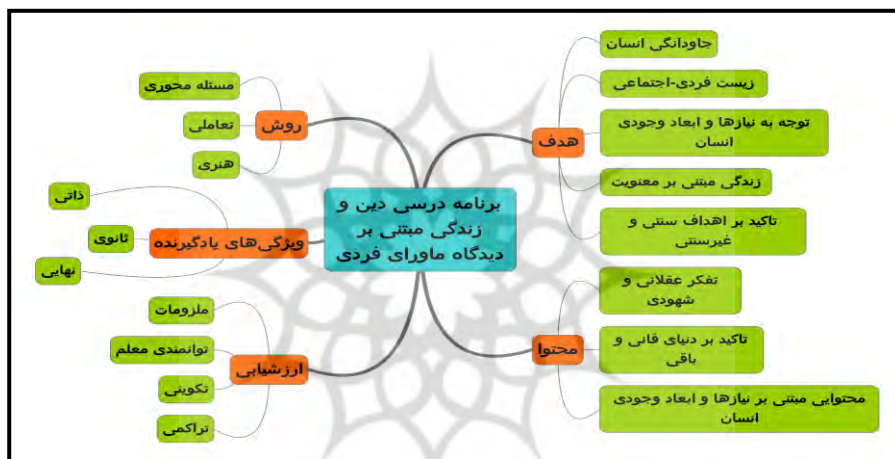 برنامه درسی دین و
زندگی مبتنی بر
دیدگاه ماورای فردی
هدف
جاودانگی انسان
زیست فردی-اجتماعی
توجه به نیازها و ابعاد وجودی
انسان
زندگی مبتنی بر معنویت
تاکید بر اهداف سنتی و
غیرسنتی
محتوا
تفکر عقلانی و
شهودی
تاکید بر دنیای فانی و
باقی
محتوایی مبتنی بر نیازها و ابعاد وجودی
انسان
روش
مسئله محوری
تعاملی
هنری
ویژگی‌های یادگیرنده
ذاتی
ثانوی
نهایی
ارزشیابی
ملزومات
توانمندی معلم
تکوینی
تراکمی